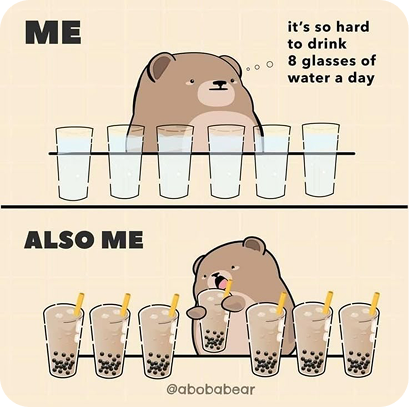 ME
it's so hard
to drink
8 glasses of
water a day
ALSO ME
@abobabear